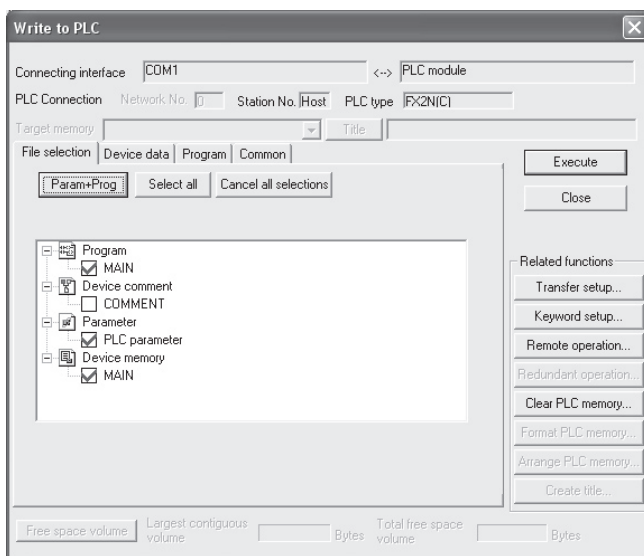 Write to PLC
Connecting interface COM1 <--> PLC module
PLC Connection Network No. 0 Station No. Host PLC type FX2N(C)
Target memory Title
File selection Device data Program Common
Param+Prog Select all Cancel all selections
Execute
Close
Program
MAIN
Device comment
COMMENT
Parameter
PLC parameter
Device memory
MAIN
Related functions
Transfer setup...
Keyword setup...
Remote operation...
Redundant operation...
Clear PLC memory...
Format PLC memory...
Arrange PLC memory...
Create title...
Free space volume Largest contiguous volume Bytes Total free space volume Bytes